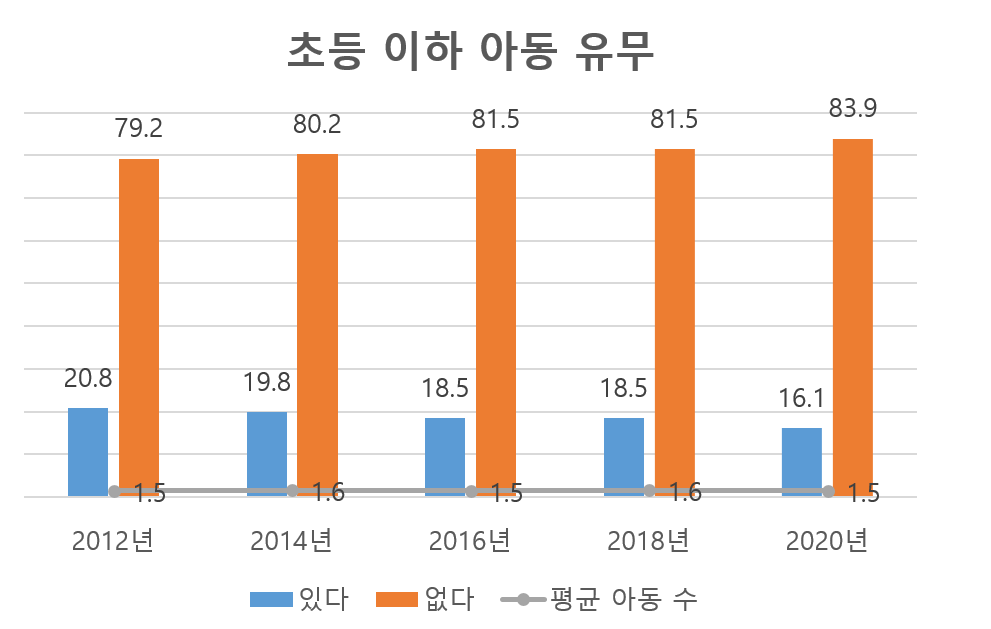 초등 이하 아동 유무
79.2 80.2 81.5 81.5 83.9
20.8 19.8 18.5 18.5 16.1
1.5 1.6 1.5 1.6 1.5
2012년 2014년 2016년 2018년 2020년
있다 없다 평균 아동 수